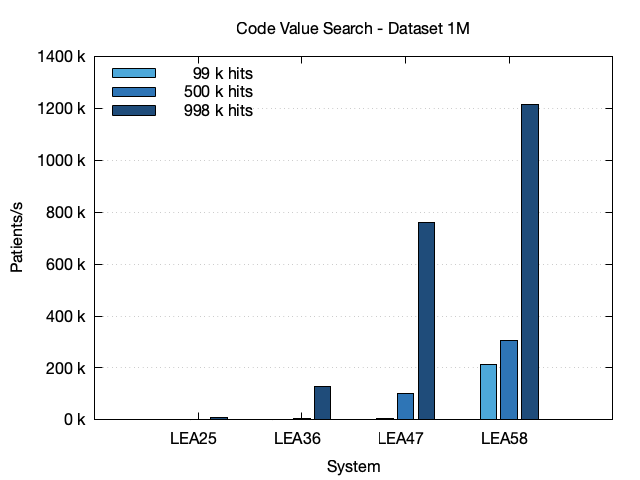 Code Value Search - Dataset 1M
1400 k
1200 k
1000 k
800 k
600 k
400 k
200 k
0 k
99 k hits
500 k hits
998 k hits
Patients/s
LEA25
LEA36
LEA47
LEA58
System